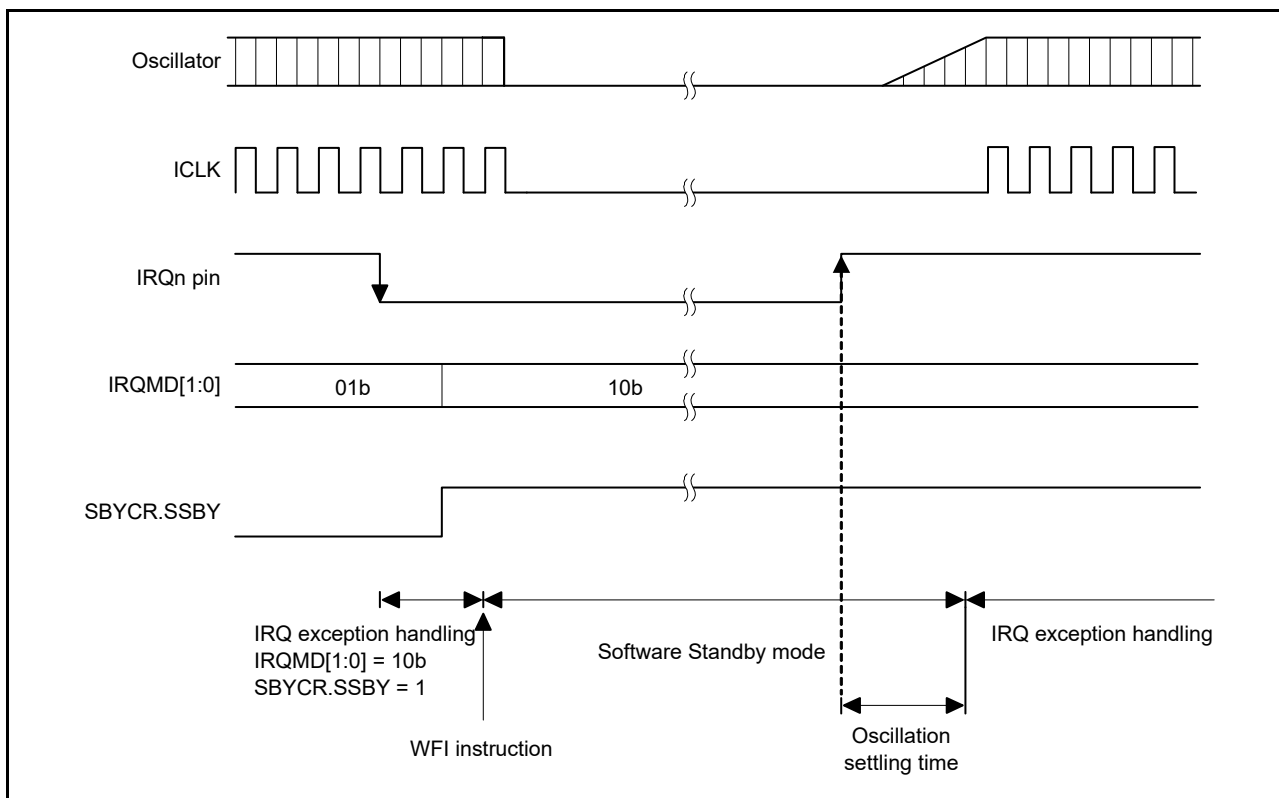 Oscillator
ICLK
IRQn pin
IRQMD[1:0]
01b
10b
SBYCR.SSBY
IRQ exception handling
IRQMD[1:0] = 10b
SBYCR.SSBY = 1
WFI instruction
Software Standby mode
Oscillation
settling time
IRQ exception handling